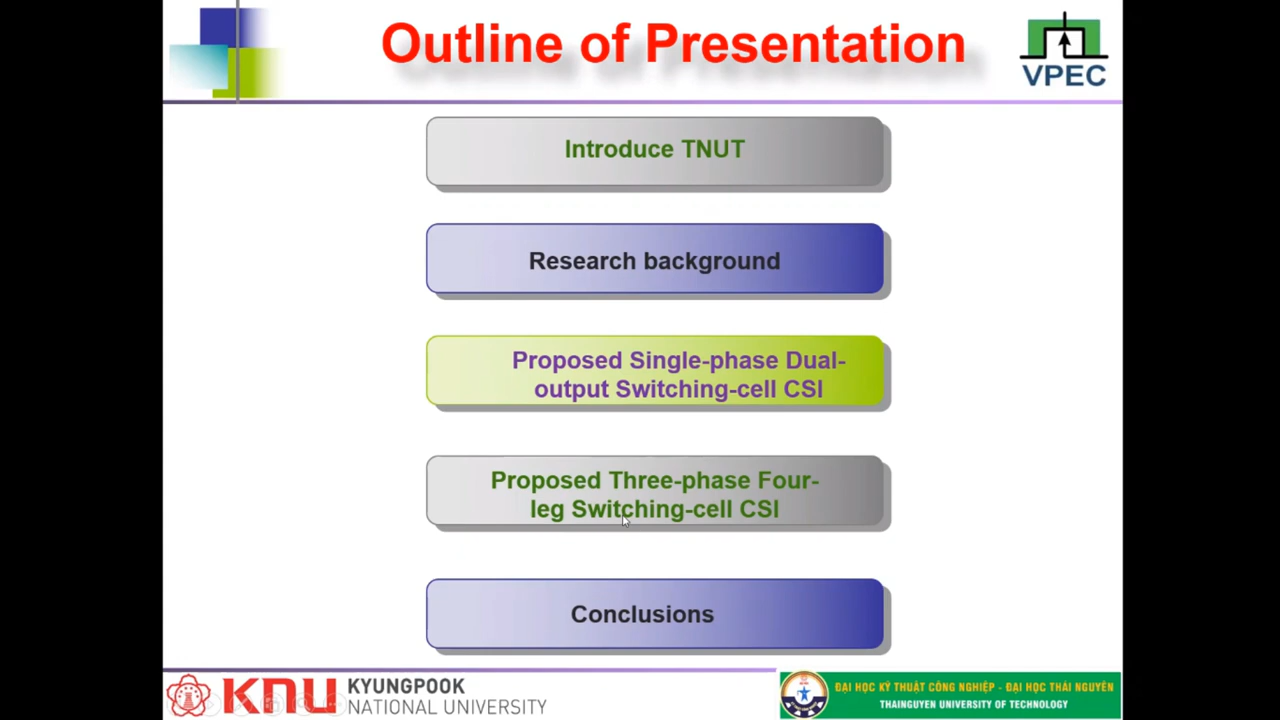 Outline of Presentation
VPEC
Introduce TNUT
Research background
Proposed Single-phase Dual-
output Switching-cell CSI
Proposed Three-phase Four-
leg Switching-cell CSI
Conclusions
KNU
KYUNGPOOK
NATIONAL UNIVERSITY
ĐẠI HỌC KỸ THUẬT CÔNG NGHIỆP - ĐẠI HỌC THÁI NGUYÊN
THAINGUYEN UNIVERSITY OF TECHNOLOGY